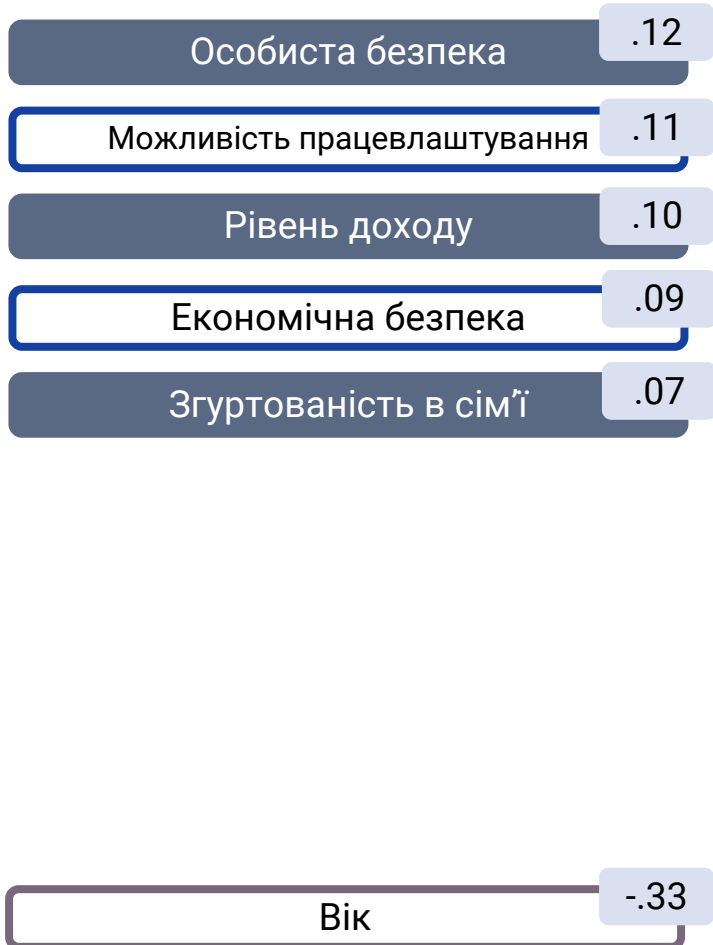 Особиста безпека .12
Можливість працевлаштування .11
Рівень доходу .10
Економічна безпека .09
Згуртованість в сім’ї .07
Вік -.33